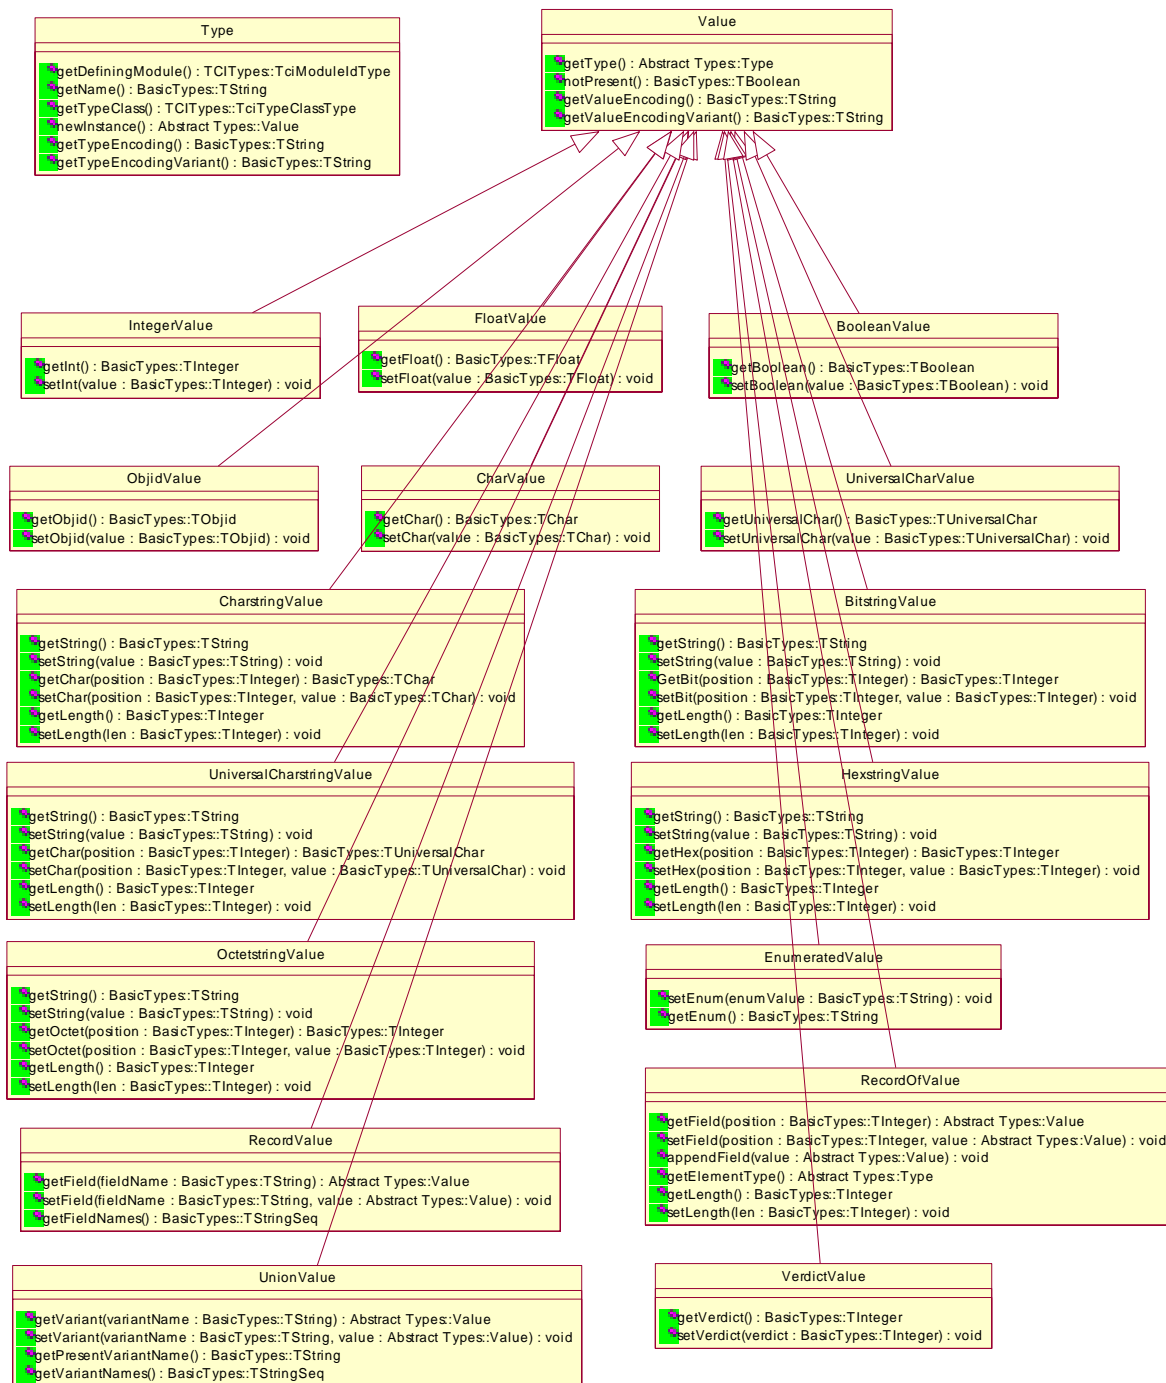 Type
getDefiningModule() : TCITypes::TciModuleIdType
getName() : BasicTypes::TString
getTypeClass() : TCITypes::TciTypeClassType
newInstance() : Abstract Types::Value
getTypeEncoding() : BasicTypes::TString
getTypeEncodingVariant() : BasicTypes::TString
Value
getType() : Abstract Types::Type
notPresent() : BasicTypes::TBoolean
getValueEncoding() : BasicTypes::TString
getValueEncodingVariant() : BasicTypes::TString
IntegerValue
getInt() : BasicTypes::TInteger
setInt(value : BasicTypes::TInteger) : void
FloatValue
getFloat() : BasicTypes::TFloat
setFloat(value : BasicTypes::TFloat) : void
BooleanValue
getBoolean() : BasicTypes::TBoolean
setBoolean(value : BasicTypes::TBoolean) : void
ObjidValue
getObjid() : BasicTypes::TObjid
setObjid(value : BasicTypes::TObjid) : void
CharValue
getChar() : BasicTypes::TChar
setChar(value : BasicTypes::TChar) : void
UniversalCharValue
getUniversalChar() : BasicTypes::TUniversalChar
setUniversalChar(value : BasicTypes::TUniversalChar) : void
CharstringValue
getString() : BasicTypes::TString
setString(value : BasicTypes::TString) : void
getChar(position : BasicTypes::TInteger) : BasicTypes::TChar
setChar(position : BasicTypes::TInteger, value : BasicTypes::TChar) : void
getLength() : BasicTypes::TInteger
setLength(len : BasicTypes::TInteger) : void
BitstringValue
getString() : BasicTypes::TString
setString(value : BasicTypes::TString) : void
GetBit(position : BasicTypes::TInteger) : BasicTypes::TInteger
setBit(position : BasicTypes::TInteger, value : BasicTypes::TInteger) : void
getLength() : BasicTypes::TInteger
setLength(len : BasicTypes::TInteger) : void
UniversalCharstringValue
getString() : BasicTypes::TString
setString(value : BasicTypes::TString) : void
getChar(position : BasicTypes::TInteger) : BasicTypes::TUniversalChar
setChar(position : BasicTypes::TInteger, value : BasicTypes::TUniversalChar) : void
getLength() : BasicTypes::TInteger
setLength(len : BasicTypes::TInteger) : void
HexstringValue
getString() : BasicTypes::TString
setString(value : BasicTypes::TString) : void
getHex(position : BasicTypes::TInteger) : BasicTypes::TInteger
setHex(position : BasicTypes::TInteger, value : BasicTypes::TInteger) : void
getLength() : BasicTypes::TInteger
setLength(len : BasicTypes::TInteger) : void
OctetstringValue
getString() : BasicTypes::TString
setString(value : BasicTypes::TString) : void
getOctet(position : BasicTypes::TInteger) : BasicTypes::TInteger
setOctet(position : BasicTypes::TInteger, value : BasicTypes::TInteger) : void
getLength() : BasicTypes::TInteger
setLength(len : BasicTypes::TInteger) : void
EnumeratedValue
setEnum(enumValue : BasicTypes::TString) : void
getEnum() : BasicTypes::TString
RecordOfValue
getField(position : BasicTypes::TInteger) : Abstract Types::Value
setField(position : BasicTypes::TInteger, value : Abstract Types::Value) : void
appendField(value : Abstract Types::Value) : void
getElementType() : Abstract Types::Type
getLength() : BasicTypes::TInteger
setLength(len : BasicTypes::TInteger) : void
RecordValue
getField(fieldName : BasicTypes::TString) : Abstract Types::Value
setField(fieldName : BasicTypes::TString, value : Abstract Types::Value) : void
getFieldNames() : BasicTypes::TStringSeq
UnionValue
getVariant(variantName : BasicTypes::TString) : Abstract Types::Value
setVariant(variantName : BasicTypes::TString, value : Abstract Types::Value) : void
getPresentVariantName() : BasicTypes::TString
getVariantNames() : BasicTypes::TStringSeq
VerdictValue
getVerdict() : BasicTypes::TInteger
setVerdict(verdict : BasicTypes::TInteger) : void